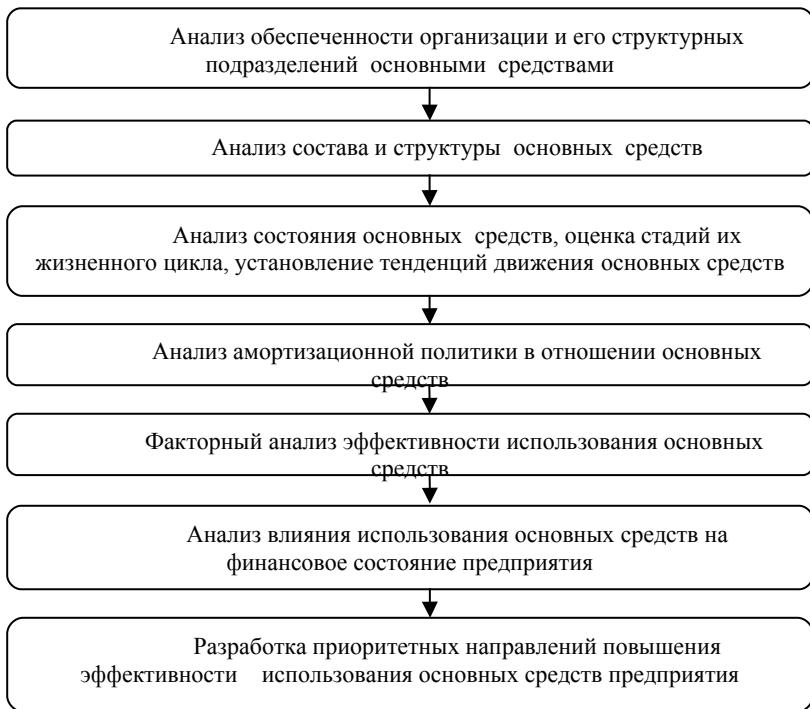 Анализ обеспеченности организации и его структурных
подразделений основными средствами
Анализ состава и структуры основных средств
Анализ состояния основных средств, оценка стадий их
жизненного цикла, установление тенденций движения основных средств
Анализ амортизационной политики в отношении основных
средств
Факторный анализ эффективности использования основных
средств
Анализ влияния использования основных средств на
финансовое состояние предприятия
Разработка приоритетных направлений повышения
эффективности использования основных средств предприятия